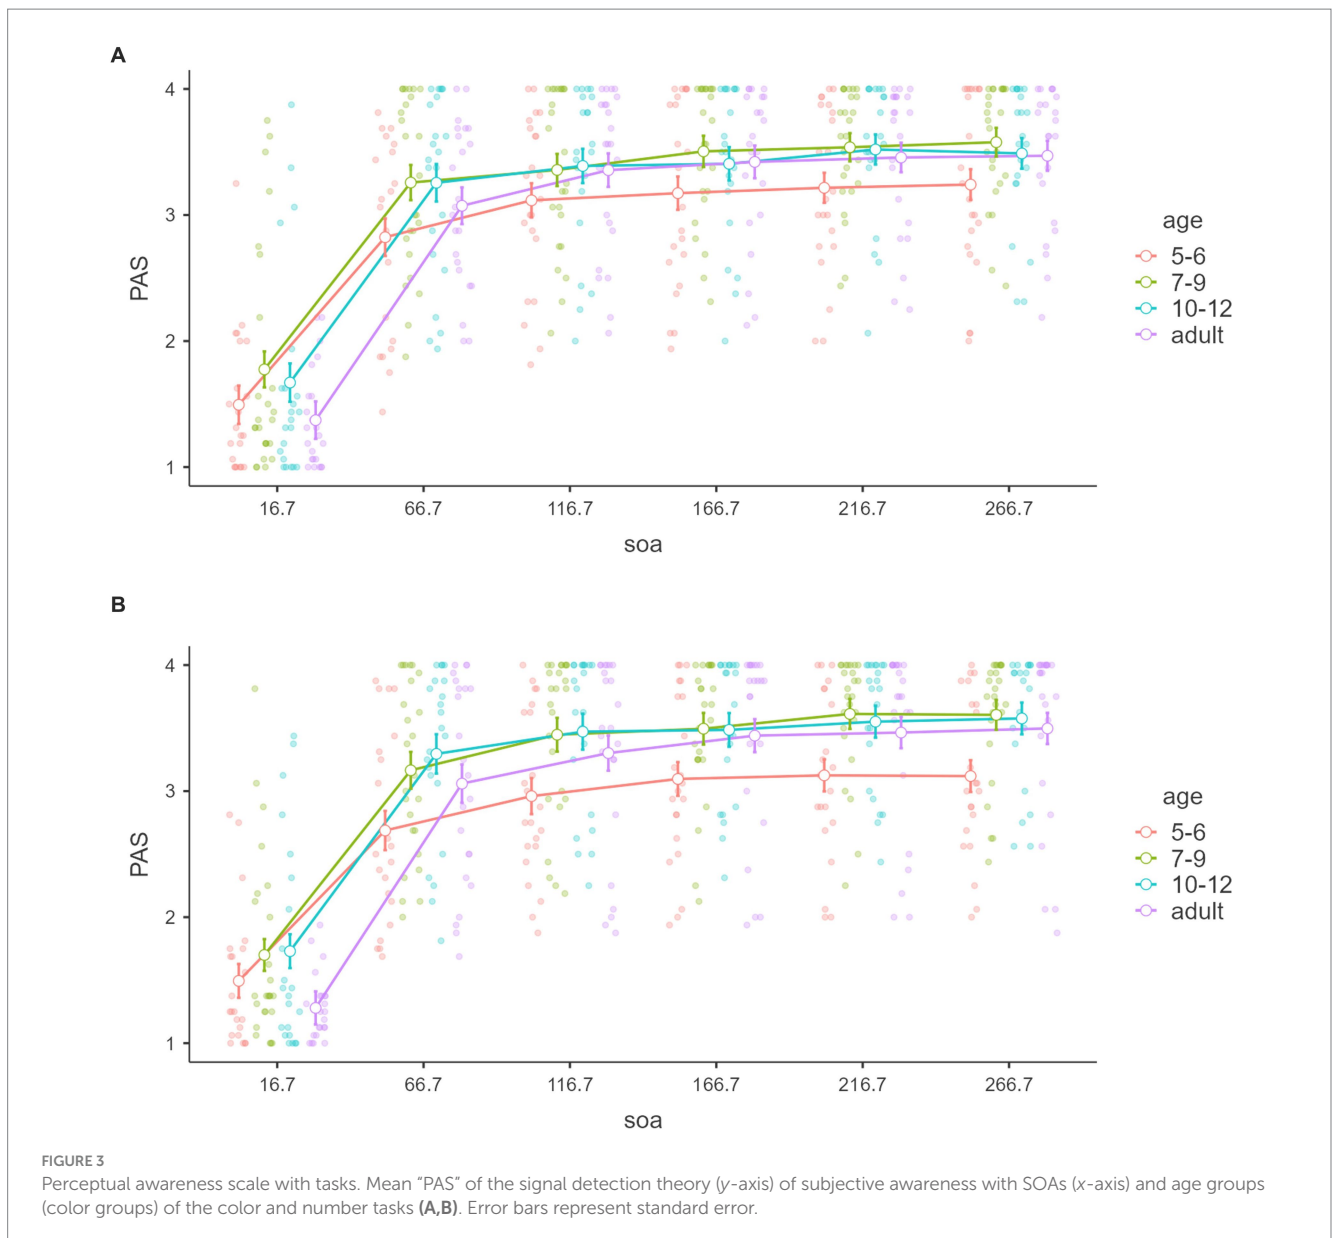 A
4
3
2
1
PAS
16.7 66.7 116.7 166.7 216.7 266.7
soa
age
5-6
7-9
10-12
adult
B
4
3
2
1
PAS
16.7 66.7 116.7 166.7 216.7 266.7
soa
age
5-6
7-9
10-12
adult
FIGURE 3
Perceptual awareness scale with tasks. Mean “PAS” of the signal detection theory (y-axis) of subjective awareness with SOAs (x-axis) and age groups
(color groups) of the color and number tasks (A,B). Error bars represent standard error.